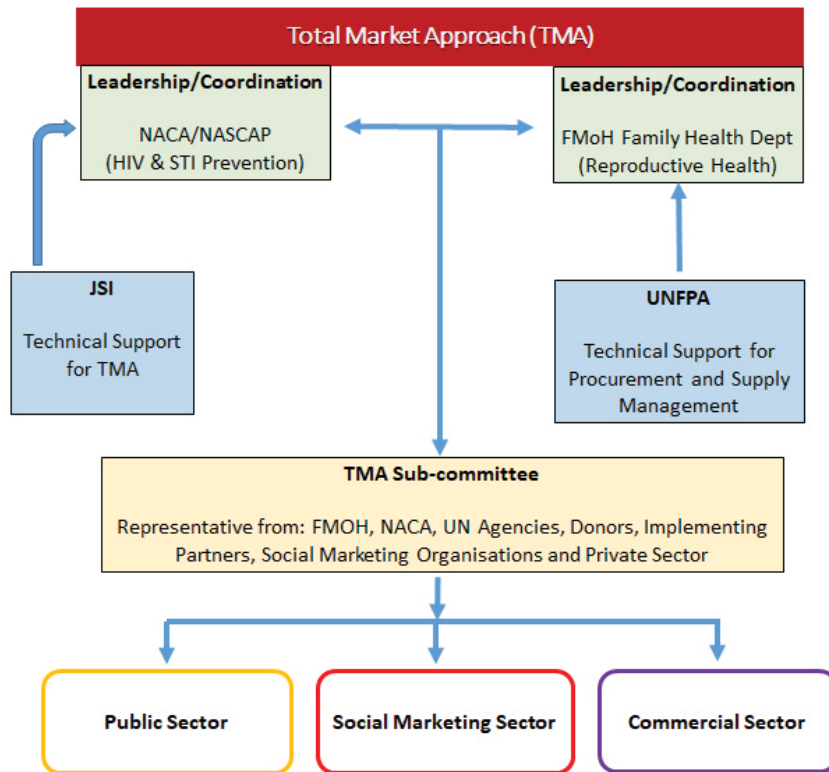 Total Market Approach (TMA)
Leadership/Coordination
NACA/NASCAP
(HIV & STI Prevention)
Leadership/Coordination
FMoH Family Health Dept
(Reproductive Health)
JSI
Technical Support
for TMA
UNFPA
Technical Support for
Procurement and Supply
Management
TMA Sub-committee
Representative from: FMOH, NACA, UN Agencies, Donors, Implementing
Partners, Social Marketing Organisations and Private Sector
Public Sector
Social Marketing Sector
Commercial Sector